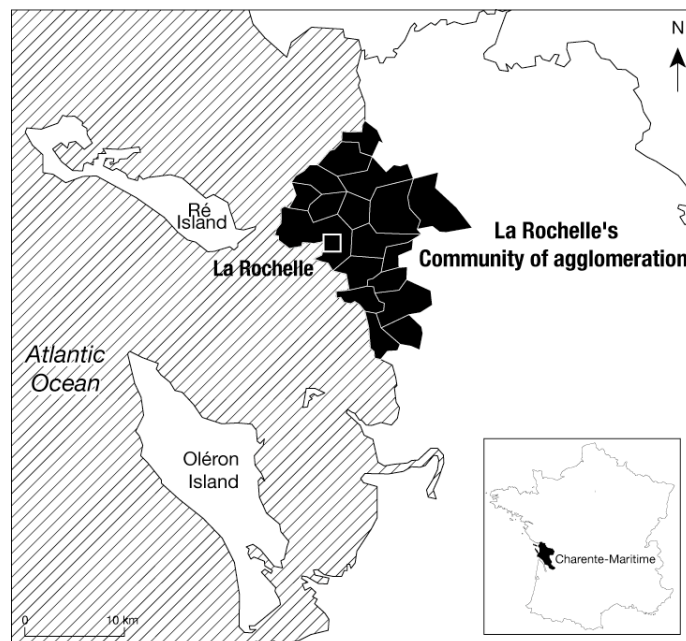 N
Ré
Island
La Rochelle
La Rochelle's
Community of agglomeration
Atlantic
Ocean
Oléron
Island
Charente-Maritime
0 10 km